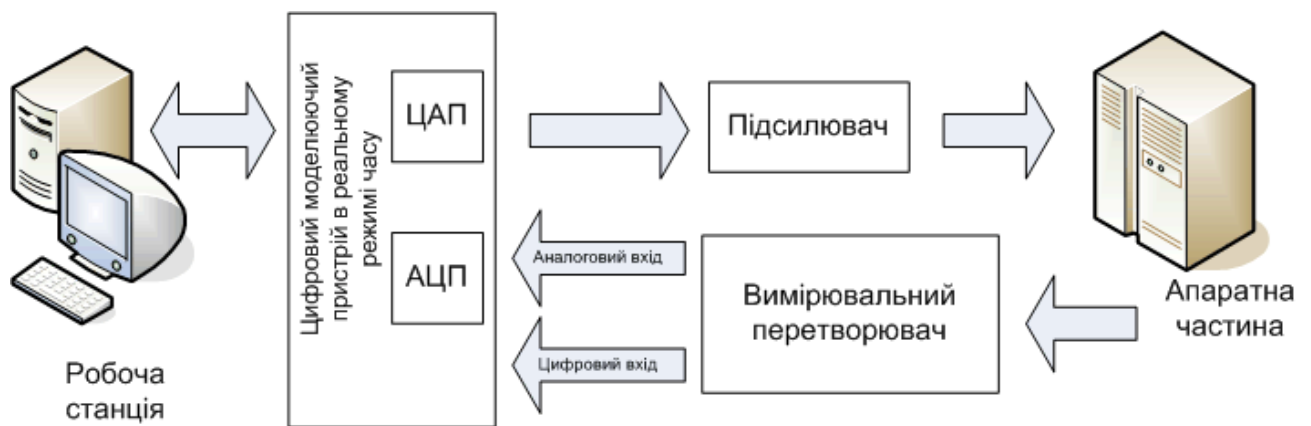 Робоча
станція
Цифровий моделюючий
пристрій в реальному
режимі часу
ЦАП
АЦП
Підсилювач
Аналоговий вхід
Цифровий вхід
Вимірювальний
перетворювач
Апаратна
частина